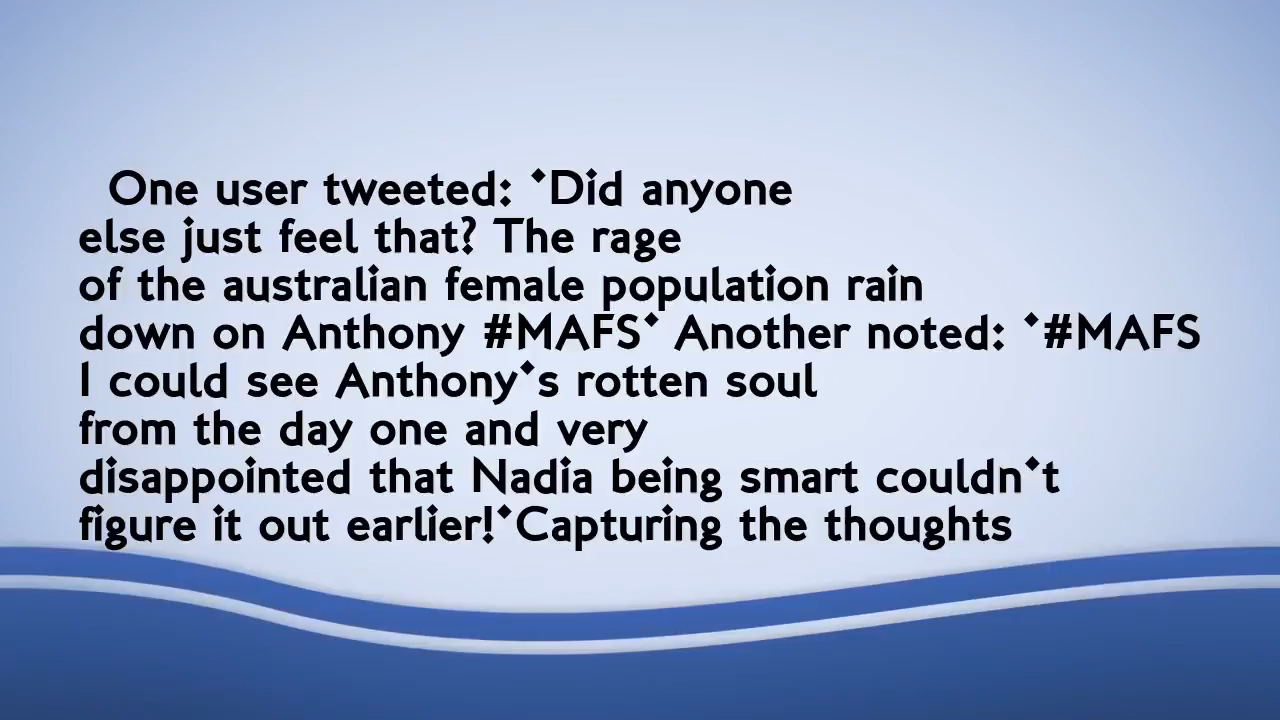 One user tweeted: 'Did anyone
else just feel that? The rage
of the australian female population rain
down on Anthony #MAFS' Another noted: '#MAFS
I could see Anthony's rotten soul
from the day one and very
disappointed that Nadia being smart couldn't
figure it out earlier!'Capturing the thoughts